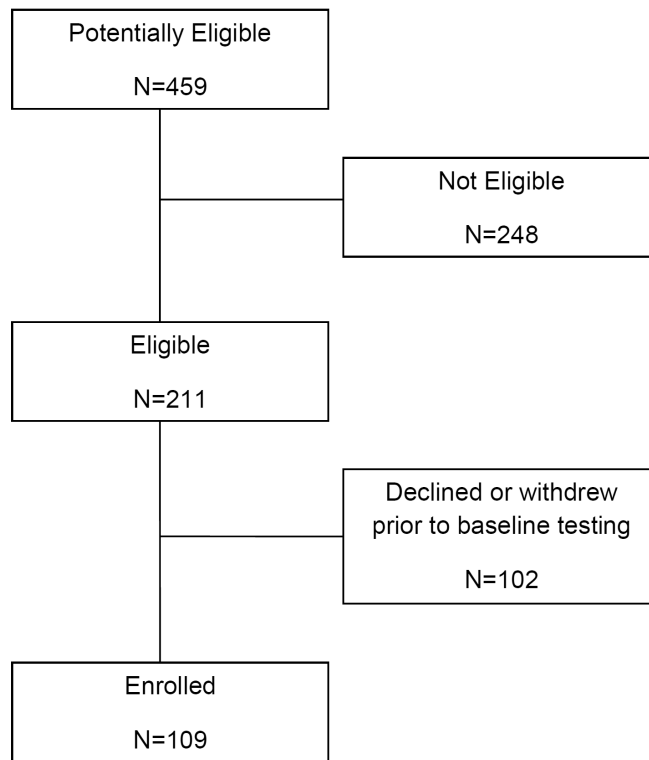 Potentially Eligible
N=459
Not Eligible
N=248
Eligible
N=211
Declined or withdrew
prior to baseline testing
N=102
Enrolled
N=109